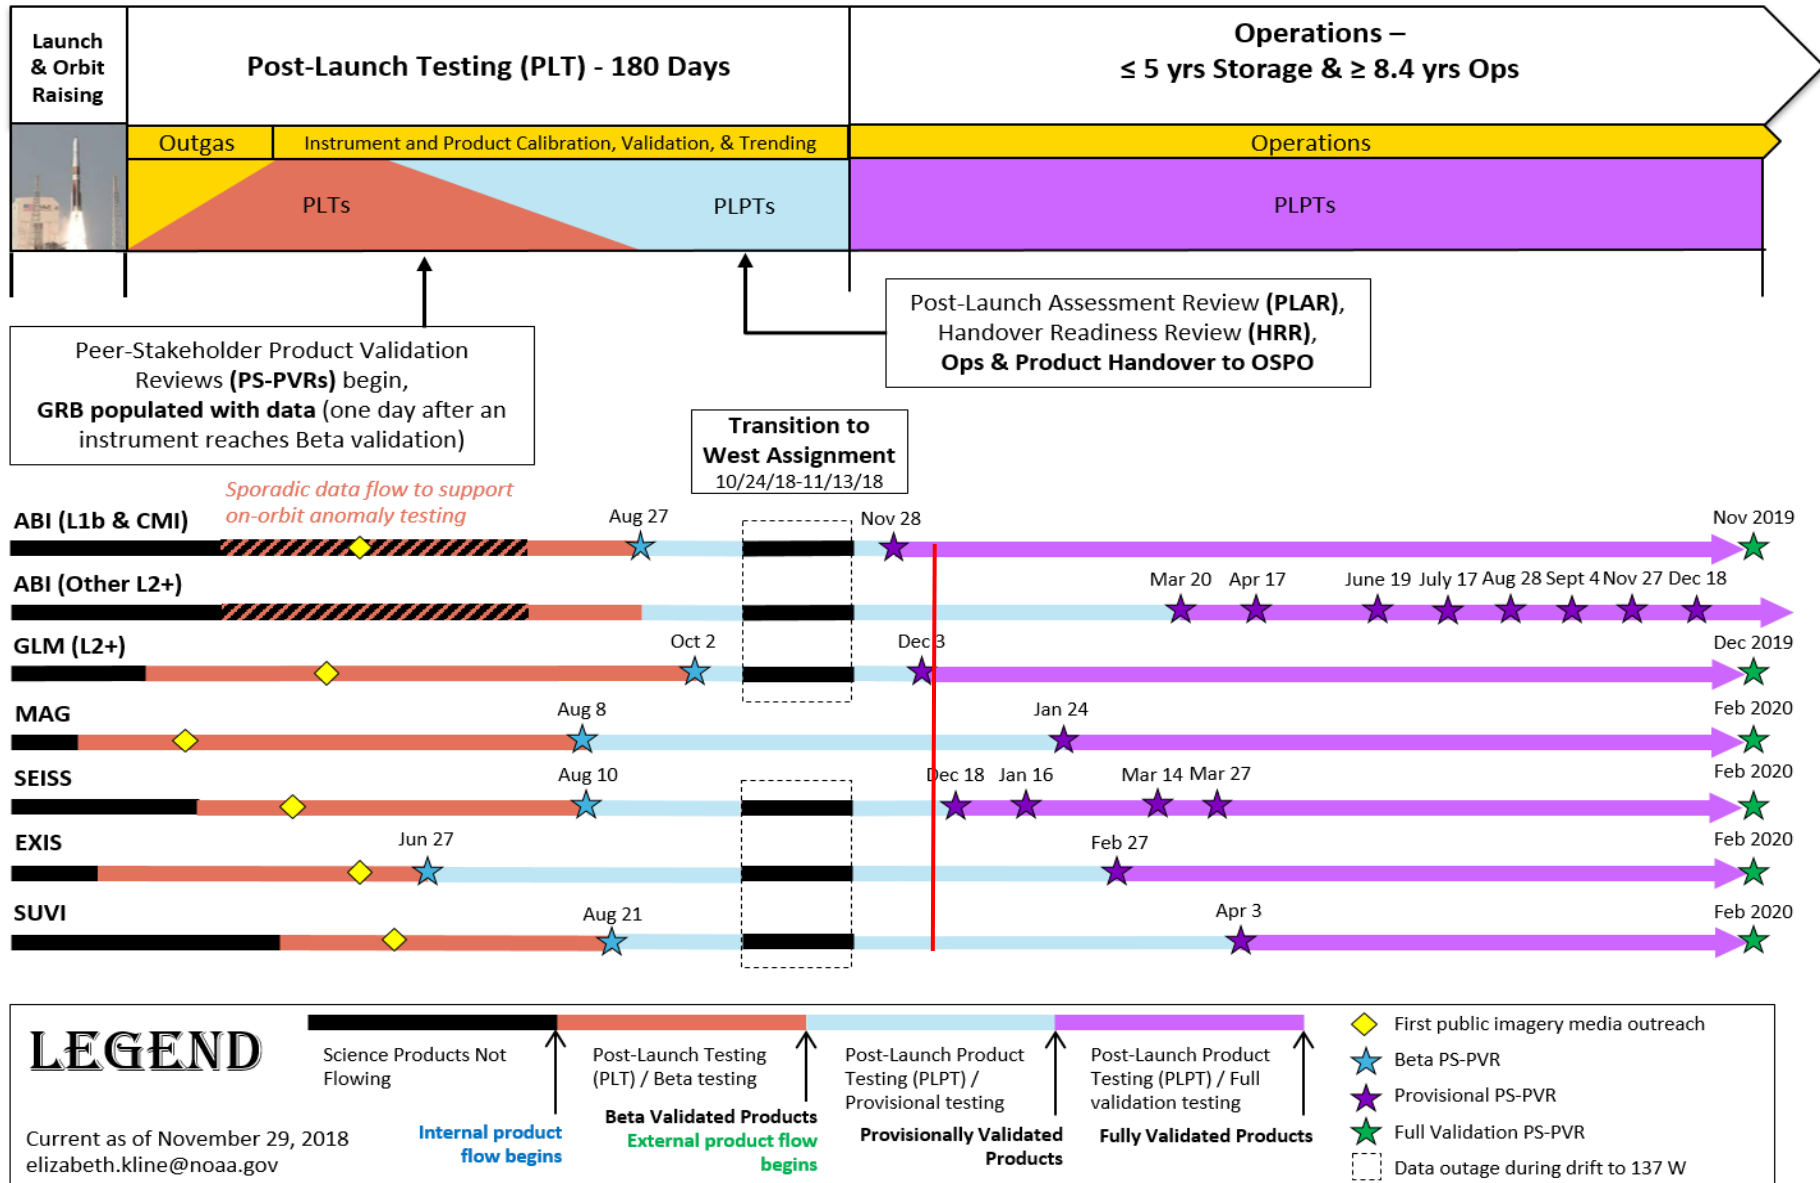 Launch
& Orbit
Raising
Post-Launch Testing (PLT) - 180 Days
Operations –
≤ 5 yrs Storage & ≥ 8.4 yrs Ops
Outgas
Instrument and Product Calibration, Validation, & Trending
Operations
PLTs
PLPTs
PLPTs
Peer-Stakeholder Product Validation
Reviews (PS-PVRs) begin,
GRB populated with data (one day after an
instrument reaches Beta validation)
Post-Launch Assessment Review (PLAR),
Handover Readiness Review (HRR),
Ops & Product Handover to OSPO
Transition to
West Assignment
10/24/18-11/13/18
Sporadic data flow to support
on-orbit anomaly testing
ABI (L1b & CMI)
Aug 27
Nov 28
Nov 2019
ABI (Other L2+)
Mar 20
Apr 17
June 19
July 17
Aug 28
Sept 4
Nov 27
Dec 18
GLM (L2+)
Oct 2
Dec 3
Dec 2019
MAG
Aug 8
Jan 24
Feb 2020
SEISS
Aug 10
Dec 18
Jan 16
Mar 14
Mar 27
Feb 2020
EXIS
Jun 27
Feb 27
Feb 2020
SUVI
Aug 21
Apr 3
Feb 2020
LEGEND
Current as of November 29, 2018
elizabeth.kline@noaa.gov
Science Products Not
Flowing
Internal product
flow begins
Post-Launch Testing
(PLT) / Beta testing
Beta Validated Products
External product flow
begins
Post-Launch Product
Testing (PLPT) /
Provisional testing
Provisionally Validated
Products
Post-Launch Product
Testing (PLPT) / Full
validation testing
Fully Validated Products
First public imagery media outreach
Beta PS-PVR
Provisional PS-PVR
Full Validation PS-PVR
Data outage during drift to 137 W